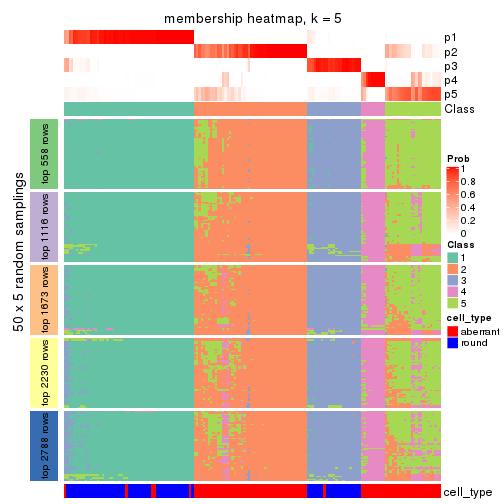 membership heatmap, k = 5
p1
p2
p3
p4
p5
Class
50 x 5 random samplings
top 558 rows
top 1116 rows
top 1673 rows
top 2230 rows
top 2788 rows
cell_type
Prob
1
0.8
0.6
0.4
0.2
0
Class
1
2
3
4
5
cell_type
aberrant
round